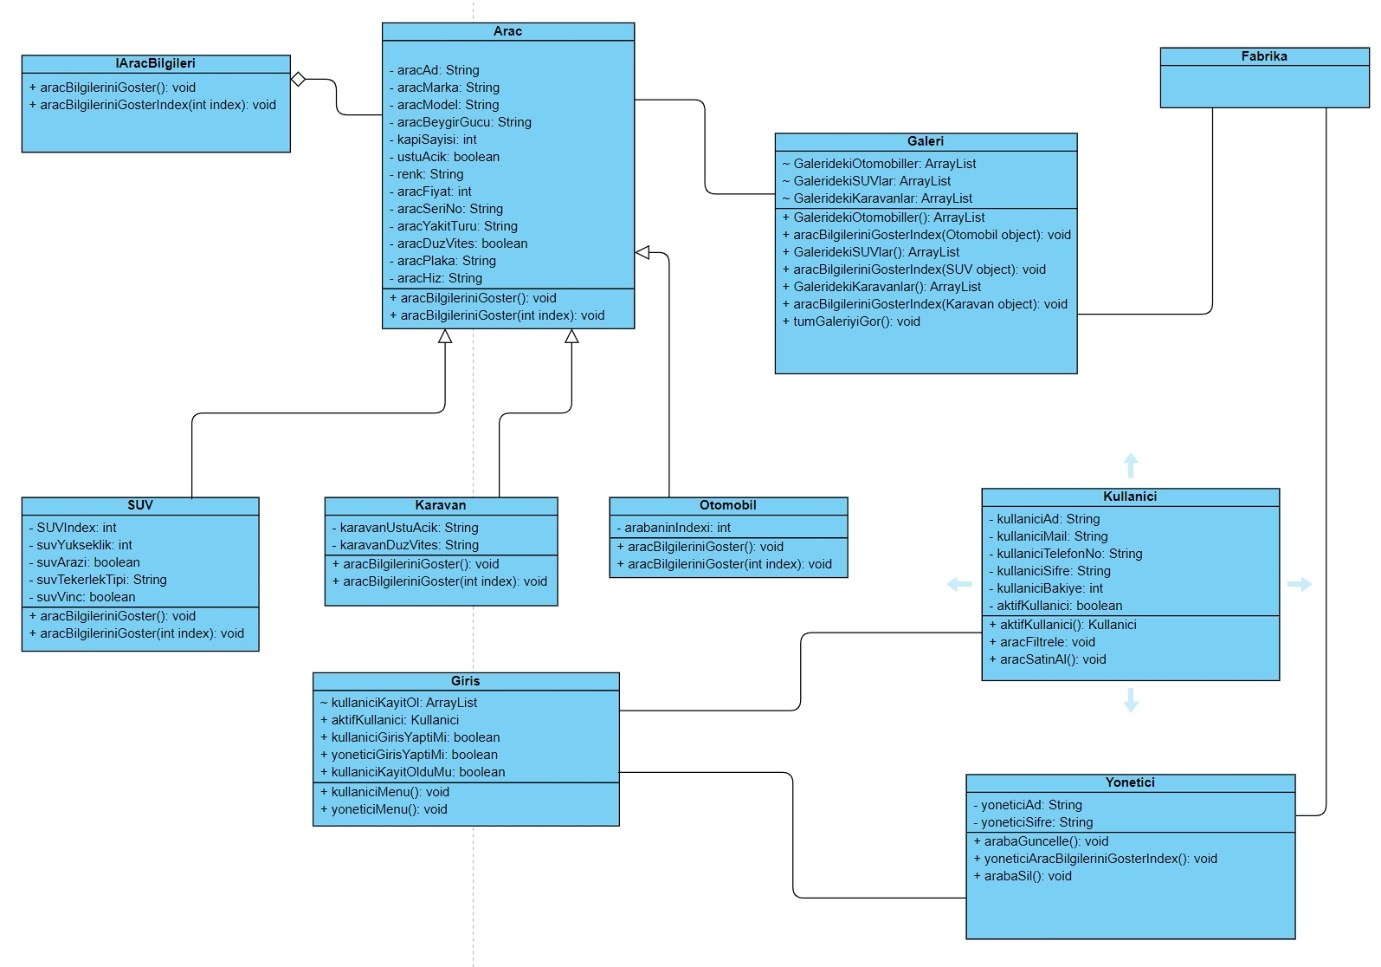 IAracBilgileri
+ aracBilgileriniGoster(): void
+ aracBilgileriniGosterIndex(int index): void
Arac
- aracAd: String
- aracMarka: String
- aracModel: String
- aracBeygirGucu: String
- kapiSayisi: int
- ustuAcik: boolean
- renk: String
- aracFiyat: int
- aracSeriNo: String
- aracYakitTuru: String
- aracDuzVites: boolean
- aracPlaka: String
- aracHiz: String
+ aracBilgileriniGoster(): void
+ aracBilgileriniGoster(int index): void
Fabrika
Galeri
~ GaleridekiOtomobiller: ArrayList
~ GaleridekiSUVlar: ArrayList
~ GaleridekiKaravanlar: ArrayList
+ GaleridekiOtomobiller(): ArrayList
+ aracBilgileriniGosterIndex(Otomobil object): void
+ GaleridekiSUVlar(): ArrayList
+ aracBilgileriniGosterIndex(SUV object): void
+ GaleridekiKaravanlar(): ArrayList
+ aracBilgileriniGosterIndex(Karavan object): void
+ tumGaleriyiGor(): void
SUV
- SUVIndex: int
- suvYukseklik: int
- suvArazi: boolean
- suvTekerlekTipi: String
- suvVinc: boolean
+ aracBilgileriniGoster(): void
+ aracBilgileriniGoster(int index): void
Karavan
- karavanUstuAcik: String
- karavanDuzVites: String
+ aracBilgileriniGoster(): void
+ aracBilgileriniGoster(int index): void
Otomobil
- arabaninIndexi: int
+ aracBilgileriniGoster(): void
+ aracBilgileriniGoster(int index): void
Kullanici
- kullaniciAd: String
- kullaniciMail: String
- kullaniciTelefonNo: String
- kullaniciSifre: String
- kullaniciBakiye: int
- aktifKullanici: boolean
+ aktifKullanici(): Kullanici
+ aracFiltrele: void
+ aracSatinAl(): void
Giris
~ kullaniciKayitOl: ArrayList
+ aktifKullanici: Kullanici
+ kullaniciGirisYaptiMi: boolean
+ yoneticiGirisYaptiMi: boolean
+ kullaniciKayitOlduMu: boolean
+ kullaniciMenu(): void
+ yoneticiMenu(): void
Yonetici
- yoneticiAd: String
- yoneticiSifre: String
+ arabaGuncelle(): void
+ yoneticiAracBilgileriniGosterIndex(): void
+ arabaSil(): void